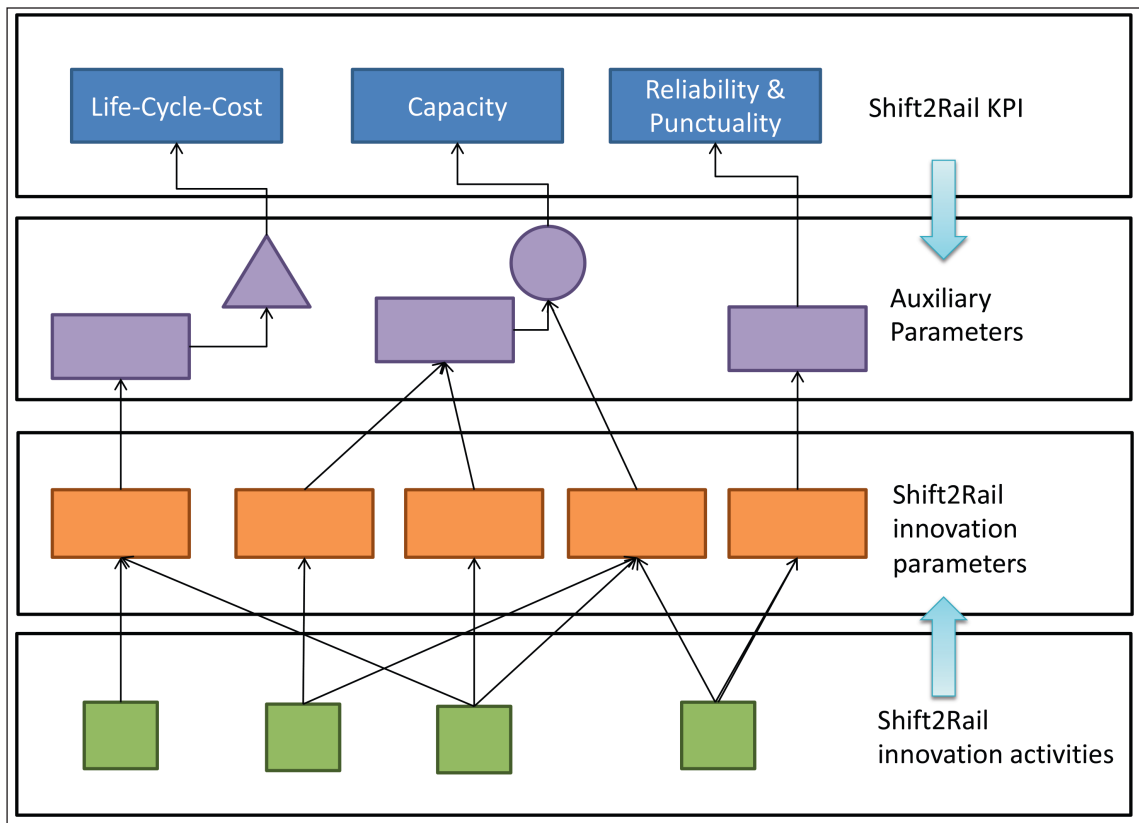 Life-Cycle-Cost
Capacity
Reliability &
Punctuality
Shift2Rail KPI
Auxiliary
Parameters
Shift2Rail
innovation
parameters
Shift2Rail
innovation activities